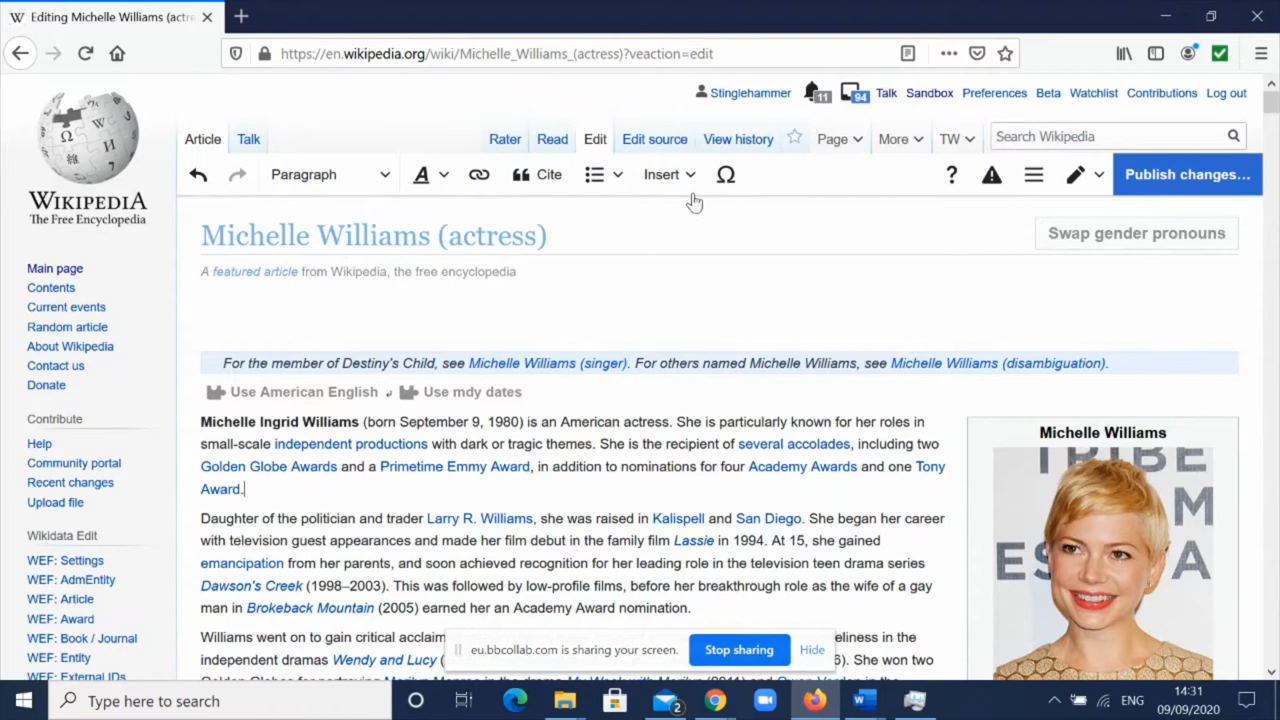 Editing Michelle Williams (actre
https://en.wikipedia.org/wiki/Michelle_Williams_(actress)?veaction=edit
Stinglehammer 11 94 Talk Sandbox Preferences Beta Watchlist Contributions Log out
Article Talk Rater Read Edit Edit source View history Page More TW Search Wikipedia
Paragraph A Cite Insert Ω ? Publish changes...
WIKIPEDIA
The Free Encyclopedia
Michelle Williams (actress)
Swap gender pronouns
A featured article from Wikipedia, the free encyclopedia
Main page
Contents
Current events
Random article
About Wikipedia
Contact us
Donate
Contribute
Help
Community portal
Recent changes
Upload file
Wikidata Edit
WEF: Settings
WEF: AdmEntity
WEF: Article
WEF: Award
WEF: Book / Journal
WEF: Entity
WEF: External IDs
For the member of Destiny's Child, see Michelle Williams (singer). For others named Michelle Williams, see Michelle Williams (disambiguation).
Use American English Use mdy dates
Michelle Ingrid Williams (born September 9, 1980) is an American actress. She is particularly known for her roles in
small-scale independent productions with dark or tragic themes. She is the recipient of several accolades, including two
Golden Globe Awards and a Primetime Emmy Award, in addition to nominations for four Academy Awards and one Tony
Award.
Daughter of the politician and trader Larry R. Williams, she was raised in Kalispell and San Diego. She began her career
with television guest appearances and made her film debut in the family film Lassie in 1994. At 15, she gained
emancipation from her parents, and soon achieved recognition for her leading role in the television teen drama series
Dawson's Creek (1998–2003). This was followed by low-profile films, before her breakthrough role as the wife of a gay
man in Brokeback Mountain (2005) earned her an Academy Award nomination.
Williams went on to gain critical acclaim
eliness in the
independent dramas Wendy and Lucy (
6). She won two
Michelle Williams
TRIBE
eu.bbcollab.com is sharing your screen. Stop sharing Hide
Type here to search
2
ENG
14:31
09/09/2020